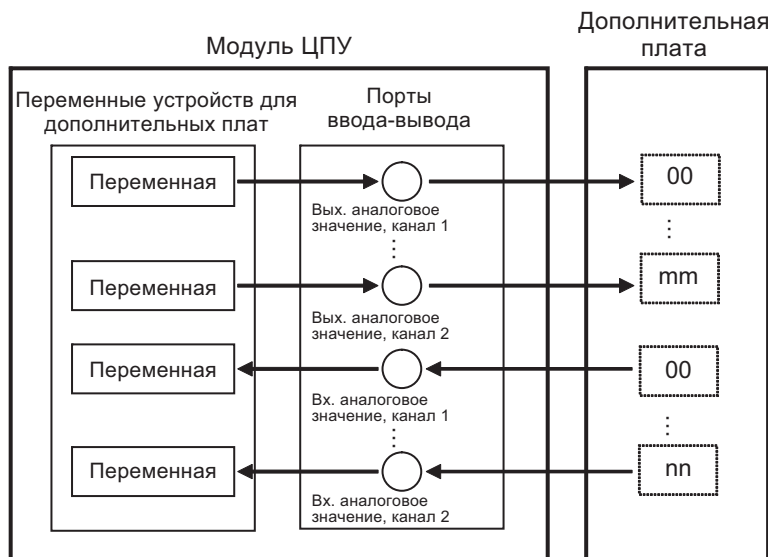 Модуль ЦПУ
Дополнительная
плата
Переменные устройств для
дополнительных плат
Порты
ввода-вывода
Переменная
00
Вых. аналоговое
значение, канал 1
Переменная
mm
Вых. аналоговое
значение, канал 2
Переменная
00
Вх. аналоговое
значение, канал 1
Переменная
nn
Вх. аналоговое
значение, канал 2